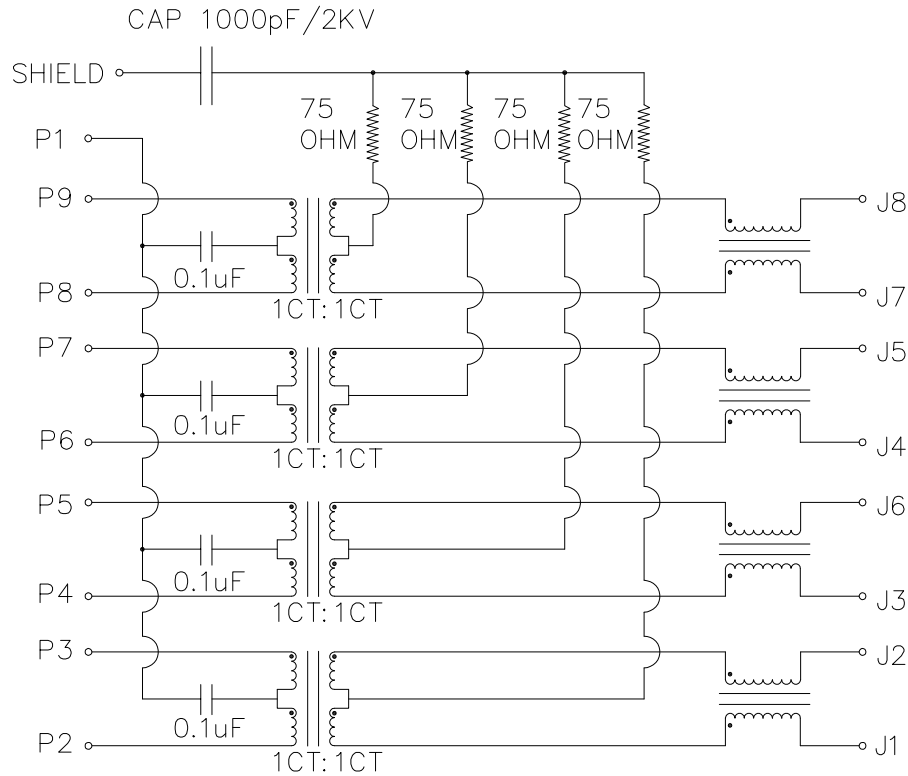 CAP 1000pF/2KV
SHIELD
75 OHM
75 OHM
75 OHM
75 OHM
P1
P9
J8
0.1uF
P8
1CT:1CT
J7
P7
J5
0.1uF
P6
1CT:1CT
J4
P5
J6
0.1uF
P4
1CT:1CT
J3
P3
J2
0.1uF
P2
1CT:1CT
J1